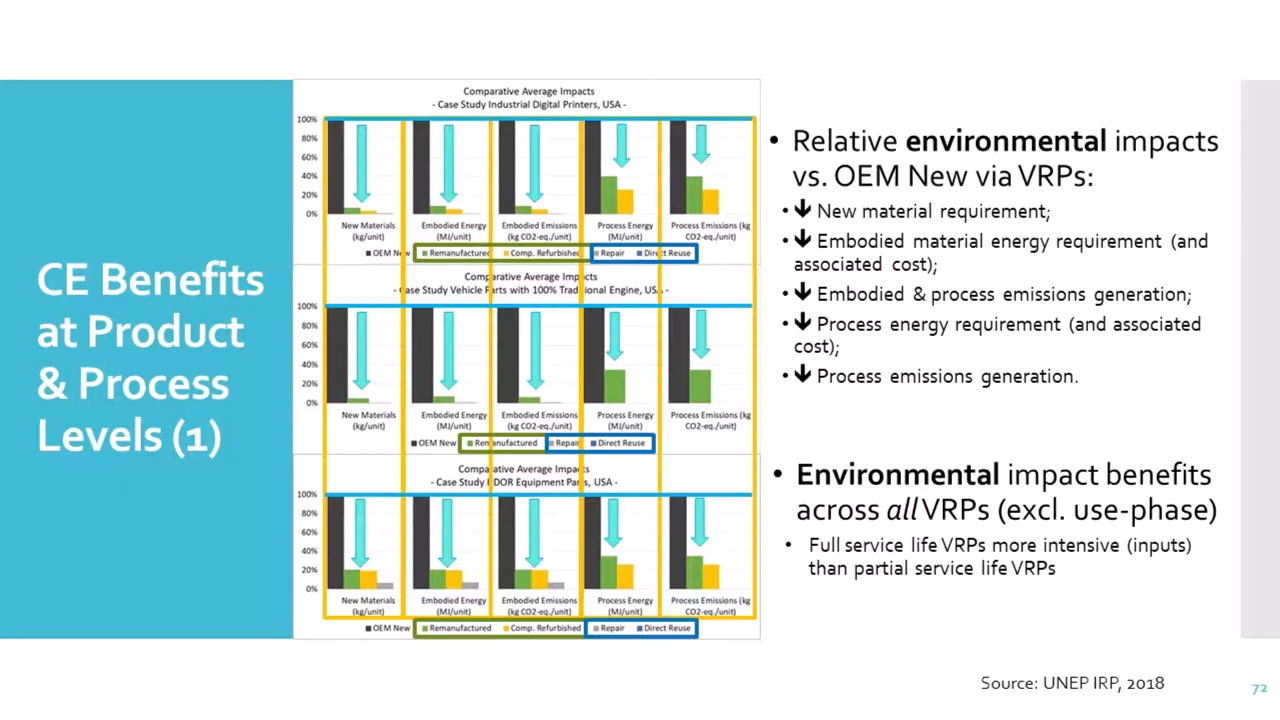 CE Benefits
at Product
& Process
Levels (1)
Comparative Average Impacts
- Case Study Industrial Digital Printers, USA -
100%
80%
60%
40%
20%
0%
New Materials
(kg/unit)
Embodied Energy
(MJ/unit)
Embodied Emissions
(kg CO2-eq./unit)
Process Energy
(MJ/unit)
Process Emissions (kg
CO2-eq./unit)
OEM New Remanufactured Comp. Refurbished Repair Direct Reuse
Comparative Average Impacts
- Case Study Vehicle Parts with 100% Traditional Engine, USA -
100%
80%
60%
40%
20%
0%
New Materials
(kg/unit)
Embodied Energy
(MJ/unit)
Embodied Emissions
(kg CO2-eq./unit)
Process Energy
(MJ/unit)
Process Emissions (kg
CO2-eq./unit)
OEM New Remanufactured Repair Direct Reuse
Comparative Average Impacts
- Case Study HDOR Equipment Parts, USA -
100%
80%
60%
40%
20%
0%
New Materials
(kg/unit)
Embodied Energy
(MJ/unit)
Embodied Emissions
(kg CO2-eq./unit)
Process Energy
(MJ/unit)
Process Emissions (kg
CO2-eq./unit)
OEM New Remanufactured Comp. Refurbished Repair Direct Reuse
• Relative environmental impacts
vs. OEM New via VRPs:
• 🡻 New material requirement;
• 🡻 Embodied material energy requirement (and
associated cost);
• 🡻 Embodied & process emissions generation;
• 🡻 Process energy requirement (and associated
cost);
• 🡻 Process emissions generation.
• Environmental impact benefits
across all VRPs (excl. use-phase)
• Full service life VRPs more intensive (inputs)
than partial service life VRPs
Source: UNEP IRP, 2018
72